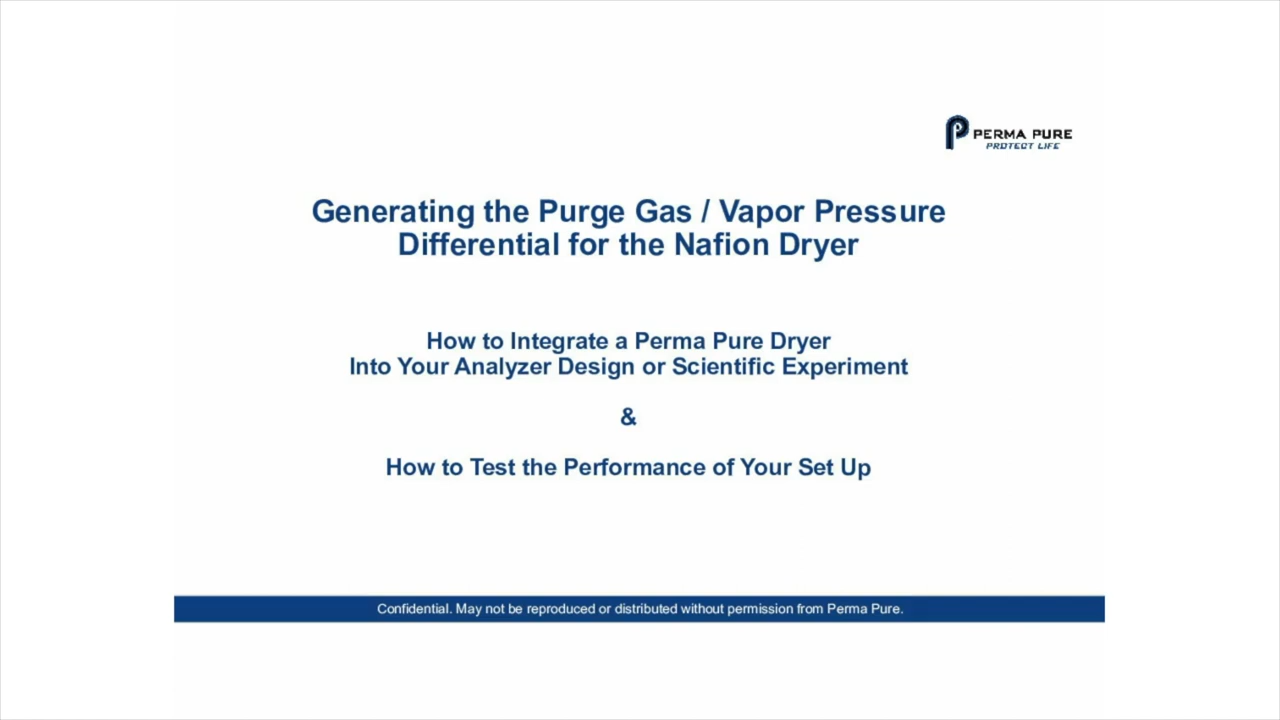 PERMA PURE
PROTECT LIFE
Generating the Purge Gas / Vapor Pressure
Differential for the Nafion Dryer
How to Integrate a Perma Pure Dryer
Into Your Analyzer Design or Scientific Experiment
&
How to Test the Performance of Your Set Up
Confidential. May not be reproduced or distributed without permission from Perma Pure.